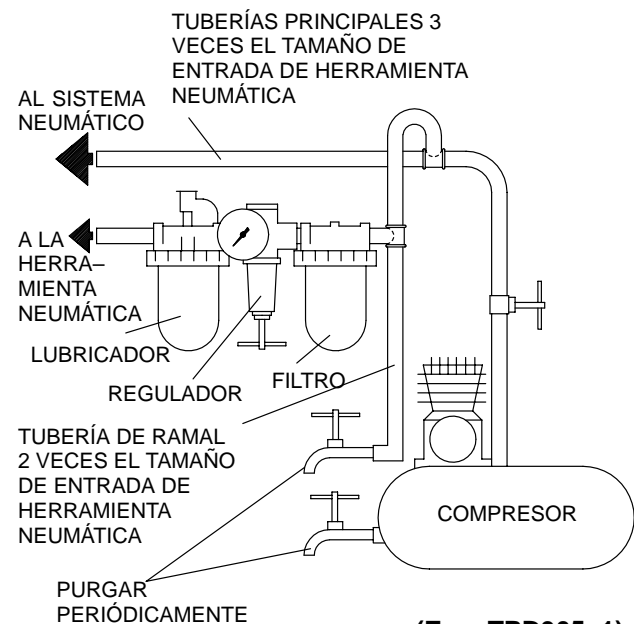 TUBERÍAS PRINCIPALES 3
VECES EL TAMAÑO DE
ENTRADA DE HERRAMIENTA
NEUMÁTICA
AL SISTEMA
NEUMÁTICO
A LA
HERRA–
MIENTA
NEUMÁTICA
LUBRICADOR
REGULADOR
FILTRO
TUBERÍA DE RAMAL
2 VECES EL TAMAÑO
DE ENTRADA DE
HERRAMIENTA
NEUMÁTICA
COMPRESOR
PURGAR
PERIÓDICAMENTE